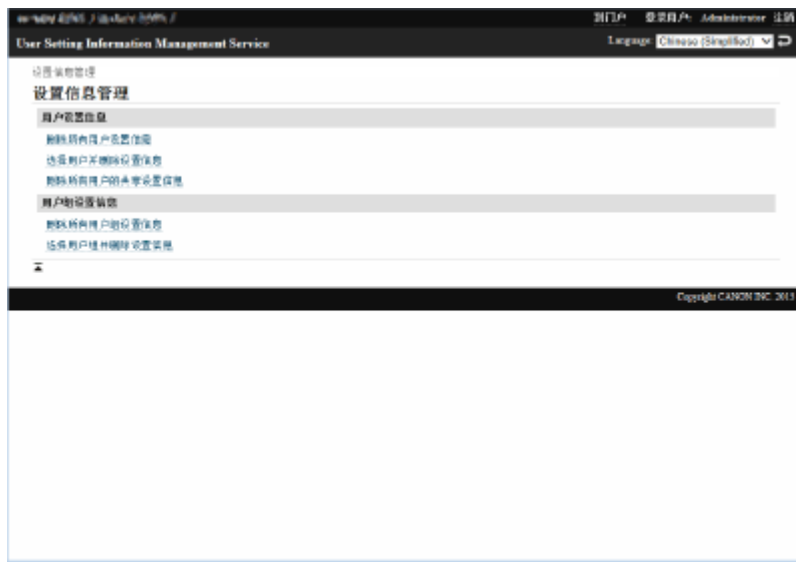 到门户 登录用户: Administrator 注销
User Setting Information Management Service
Language: Chinese (Simplified)
设置信息管理
设置信息管理
用户设置信息
删除所有用户设置信息
选择用户并删除设置信息
删除所有用户的共享设置信息
用户组设置信息
删除所有用户组设置信息
选择用户组并删除设置信息
Copyright CANON INC. 2015